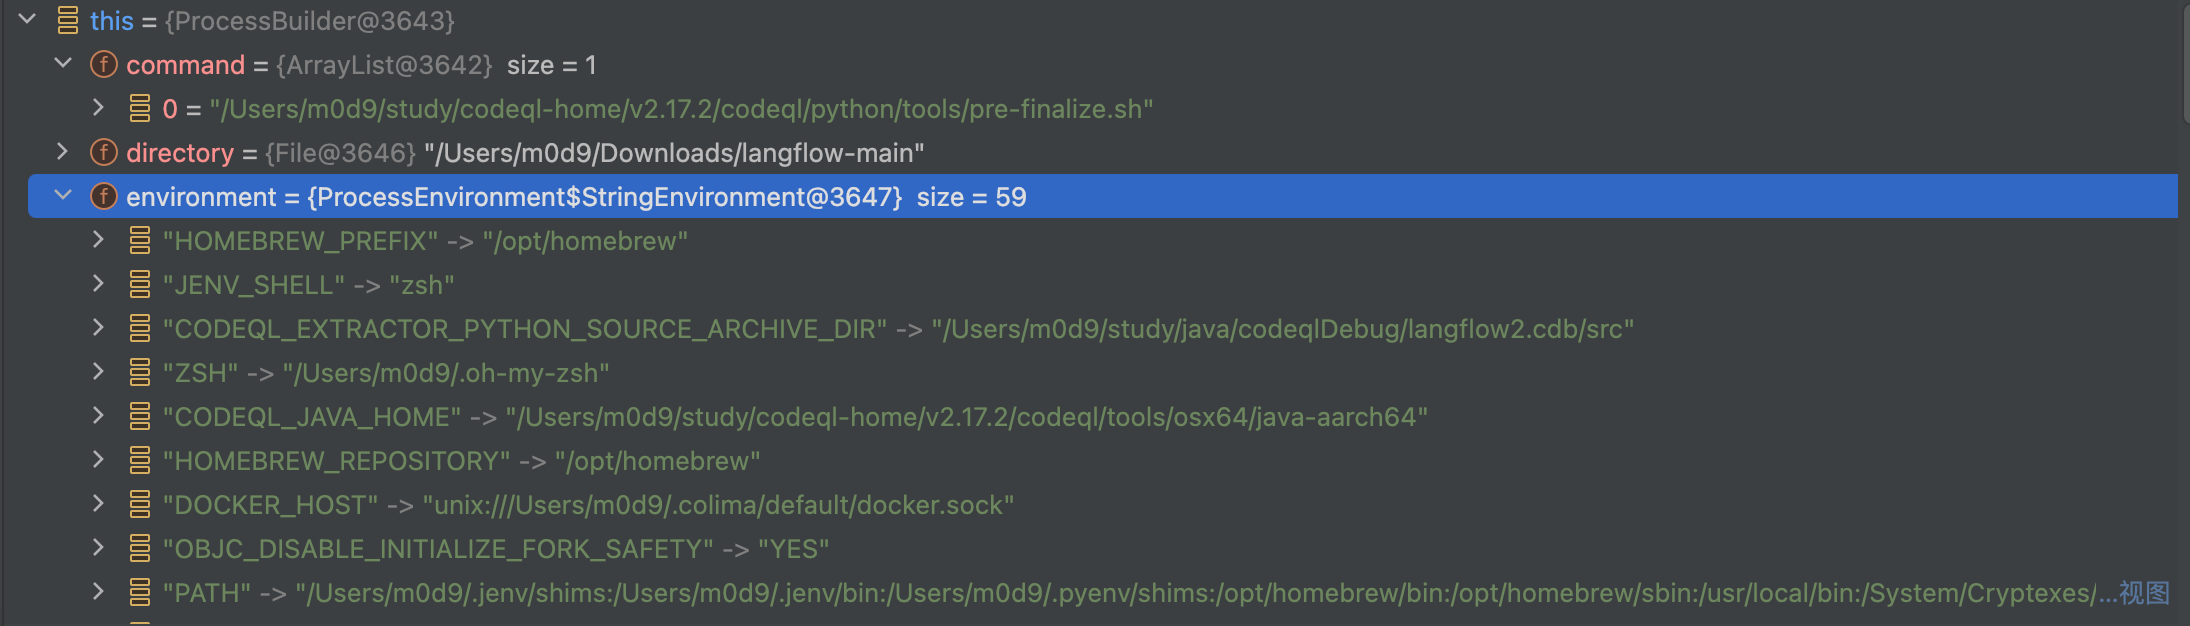 this = {ProcessBuilder@3643}
f command = {ArrayList@3642} size = 1
0 = "/Users/m0d9/study/codeql-home/v2.17.2/codeql/python/tools/pre-finalize.sh"
f directory = {File@3646} "/Users/m0d9/Downloads/langflow-main"
f environment = {ProcessEnvironment$StringEnvironment@3647} size = 59
"HOMEBREW_PREFIX" -> "/opt/homebrew"
"JENV_SHELL" -> "zsh"
"CODEQL_EXTRACTOR_PYTHON_SOURCE_ARCHIVE_DIR" -> "/Users/m0d9/study/java/codeqlDebug/langflow2.cdb/src"
"ZSH" -> "/Users/m0d9/.oh-my-zsh"
"CODEQL_JAVA_HOME" -> "/Users/m0d9/study/codeql-home/v2.17.2/codeql/tools/osx64/java-aarch64"
"HOMEBREW_REPOSITORY" -> "/opt/homebrew"
"DOCKER_HOST" -> "unix:///Users/m0d9/.colima/default/docker.sock"
"OBJC_DISABLE_INITIALIZE_FORK_SAFETY" -> "YES"
"PATH" -> "/Users/m0d9/.jenv/shims:/Users/m0d9/.jenv/bin:/Users/m0d9/.pyenv/shims:/opt/homebrew/bin:/opt/homebrew/sbin:/usr/local/bin:/System/Cryptexes/...视图